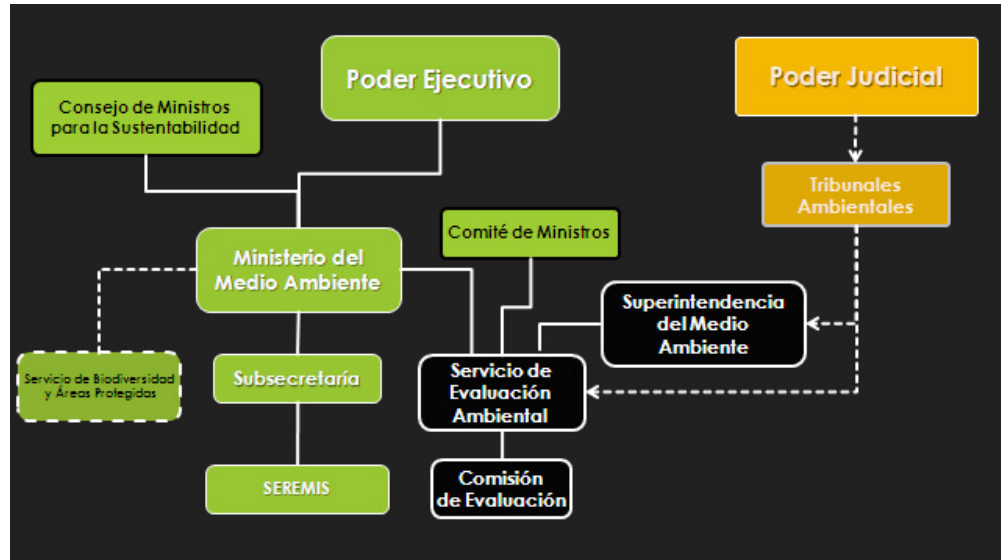 Poder Ejecutivo
Poder Judicial
Consejo de Ministros
para la Sustentabilidad
Tribunales
Ambientales
Comité de Ministros
Ministerio del
Medio Ambiente
Superintendencia
del Medio
Ambiente
Servicio de Biodiversidad
y Áreas Protegidas
Subsecretaría
Servicio de
Evaluación
Ambiental
SEREMIS
Comisión
de Evaluación